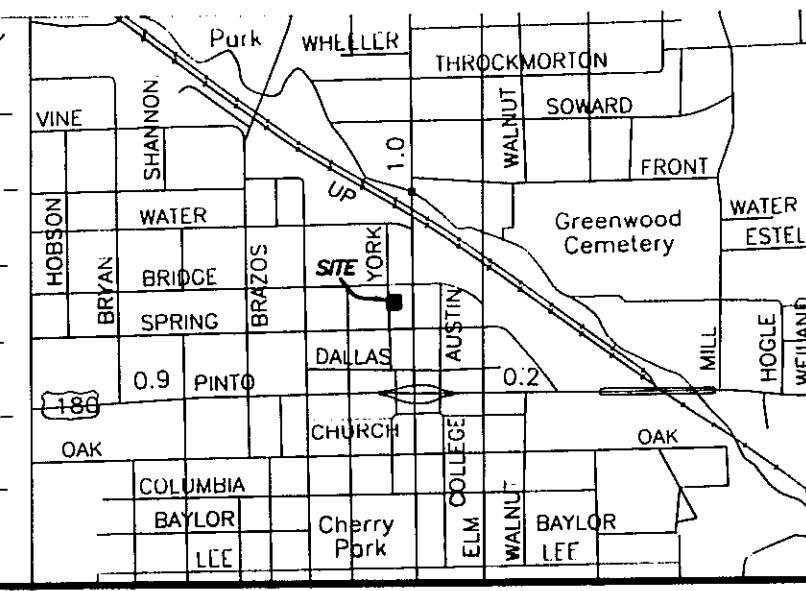 Park
WHEELER
THROCKMORTON
VINE
SHANNON
WALNUT
SOWARD
1.0
FRONT
UP
WATER
Greenwood
Cemetery
WATER
ESTEL
HOBSON
BRYAN
BRIDGE
BRAZOS
SITE
YORK
SPRING
AUSTIN
DALLAS
MILL
HOGLE
WEILAND
0.9
PINTO
0.2
180
OAK
CHURCH
OAK
COLUMBIA
COLLEGE
BAYLOR
Cherry
Park
ELM
WALNUT
BAYLOR
LEE
LEE